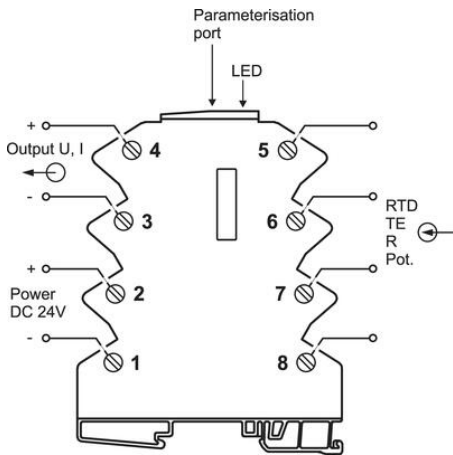 Parameterisation
port
LED
+
4
5
Output U, I
-
3
6
RTD
TE
R
Pot.
+
2
7
Power
DC 24V
-
1
8